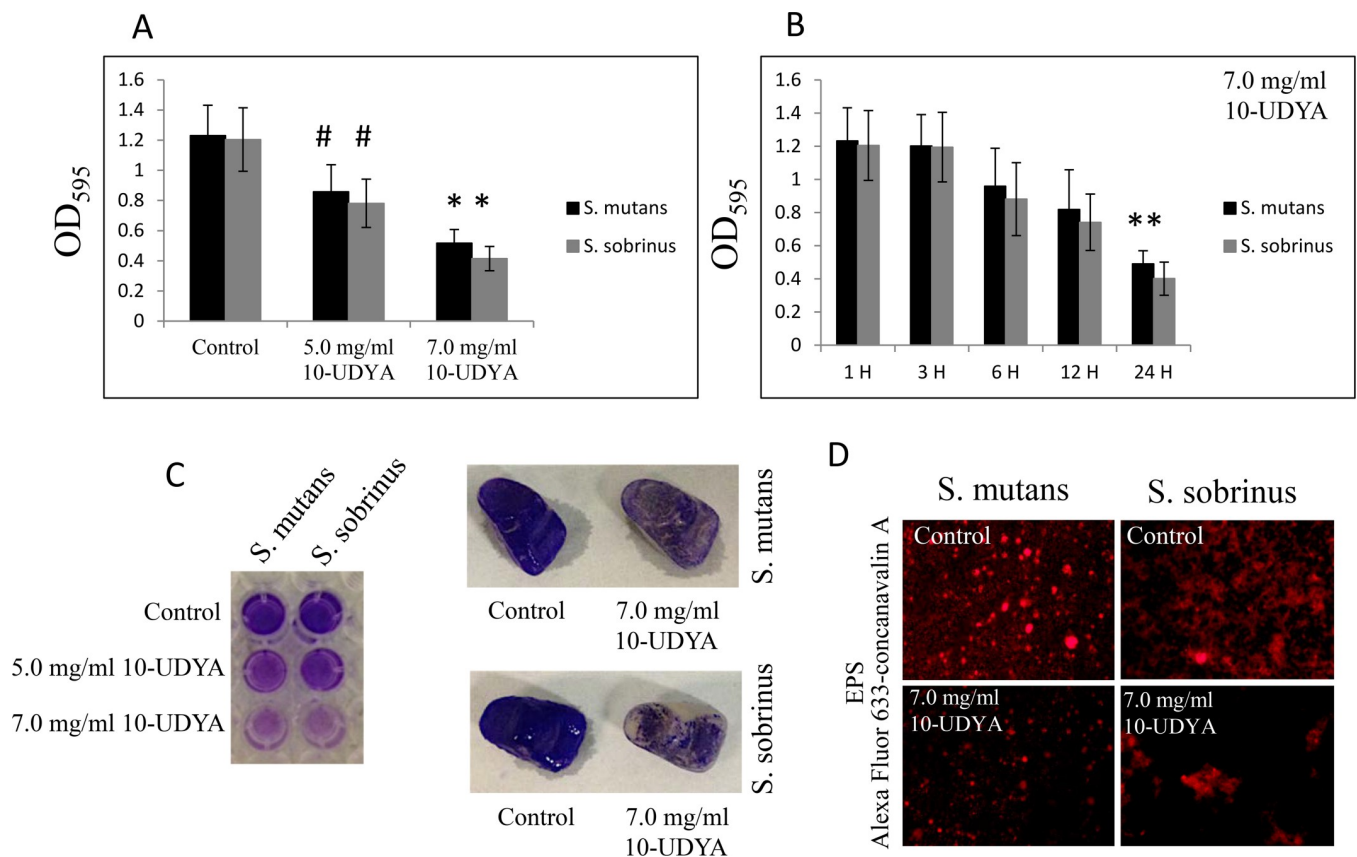 A
1.6
1.4
1.2
1
0.8
0.6
0.4
0.2
0
OD595
# #
* *
Control
5.0 mg/ml
10-UDYA
7.0 mg/ml
10-UDYA
S. mutans
S. sobrinus
B
7.0 mg/ml
10-UDYA
1.6
1.4
1.2
1
0.8
0.6
0.4
0.2
0
OD595
**
1 H 3 H 6 H 12 H 24 H
S. mutans
S. sobrinus
C
S. mutans
S. sobrinus
Control
5.0 mg/ml 10-UDYA
7.0 mg/ml 10-UDYA
Control
7.0 mg/ml
10-UDYA
S. mutans
Control
7.0 mg/ml
10-UDYA
S. sobrinus
D
S. mutans
S. sobrinus
EPS
Alexa Fluor 633-concanavalin A
Control
Control
7.0 mg/ml
10-UDYA
7.0 mg/ml
10-UDYA